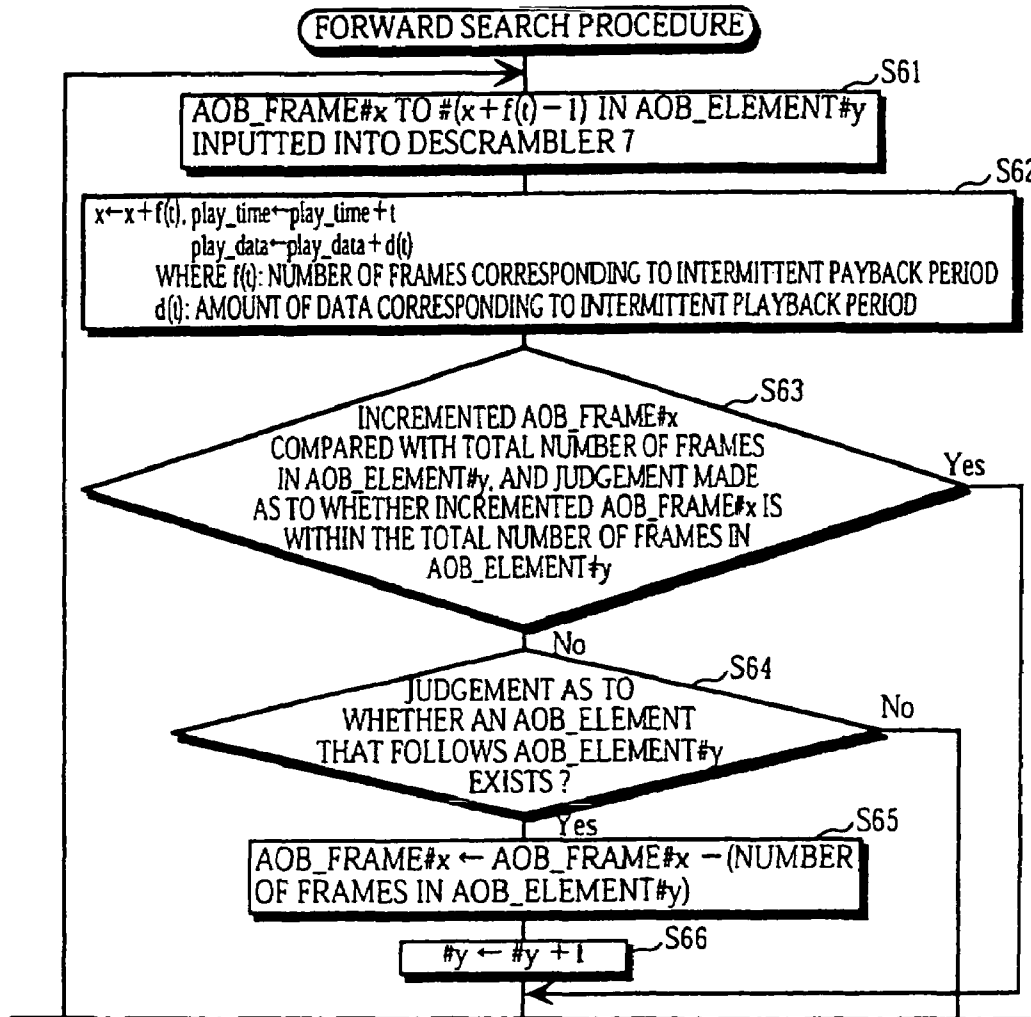 FORWARD SEARCH PROCEDURE
S61
AOB_FRAME#x TO #(x+f(t)-1) IN AOB_ELEMENT#y
INPUTTED INTO DESCRAMBLER 7
S62
x←x+f(t), play_time←play_time+t
play_data←play_data+d(t)
WHERE f(t): NUMBER OF FRAMES CORRESPONDING TO INTERMITTENT PAYBACK PERIOD
d(t): AMOUNT OF DATA CORRESPONDING TO INTERMITTENT PLAYBACK PERIOD
S63
INCREMENTED AOB_FRAME#x
COMPARED WITH TOTAL NUMBER OF FRAMES
IN AOB_ELEMENT#y, AND JUDGEMENT MADE
AS TO WHETHER INCREMENTED AOB_FRAME#x IS
WITHIN THE TOTAL NUMBER OF FRAMES IN
AOB_ELEMENT#y
Yes
No
S64
JUDGEMENT AS TO
WHETHER AN AOB_ELEMENT
THAT FOLLOWS AOB_ELEMENT#y
EXISTS ?
No
Yes
S65
AOB_FRAME#x ← AOB_FRAME#x - (NUMBER
OF FRAMES IN AOB_ELEMENT#y)
S66
#y ← #y + 1